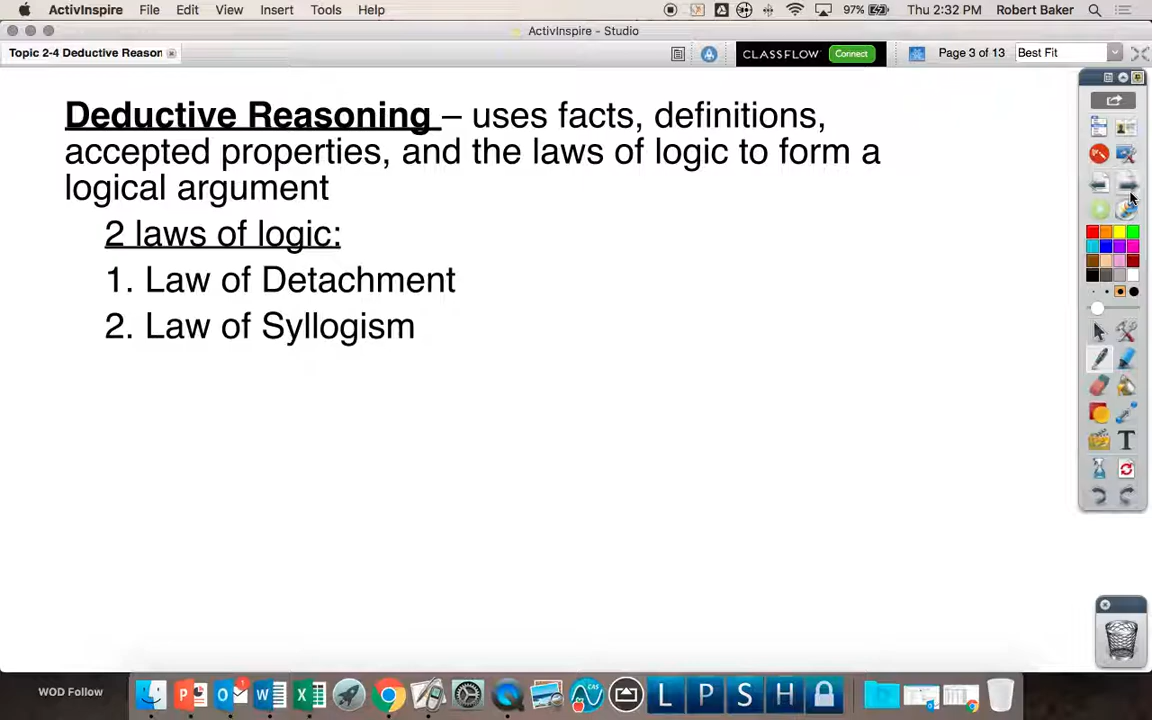 ActivInspire File Edit View Insert Tools Help 97% Thu 2:32 PM Robert Baker
ActivInspire - Studio
Topic 2-4 Deductive Reason CLASSFLOW Connect Page 3 of 13 Best Fit
Deductive Reasoning – uses facts, definitions,
accepted properties, and the laws of logic to form a
logical argument
2 laws of logic:
1. Law of Detachment
2. Law of Syllogism
T
WOD Follow P O 1 W X CAS L P S H